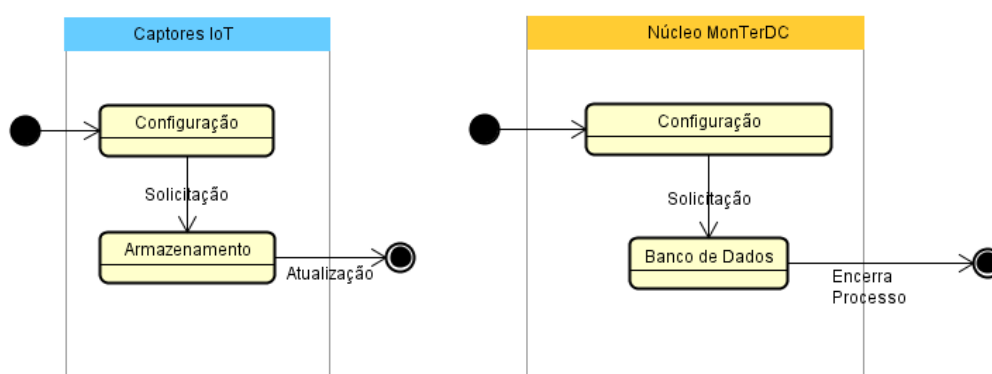 Captores IoT
Configuração
Solicitação
Armazenamento
Atualização
Núcleo MonTerDC
Configuração
Solicitação
Banco de Dados
Encerra
Processo